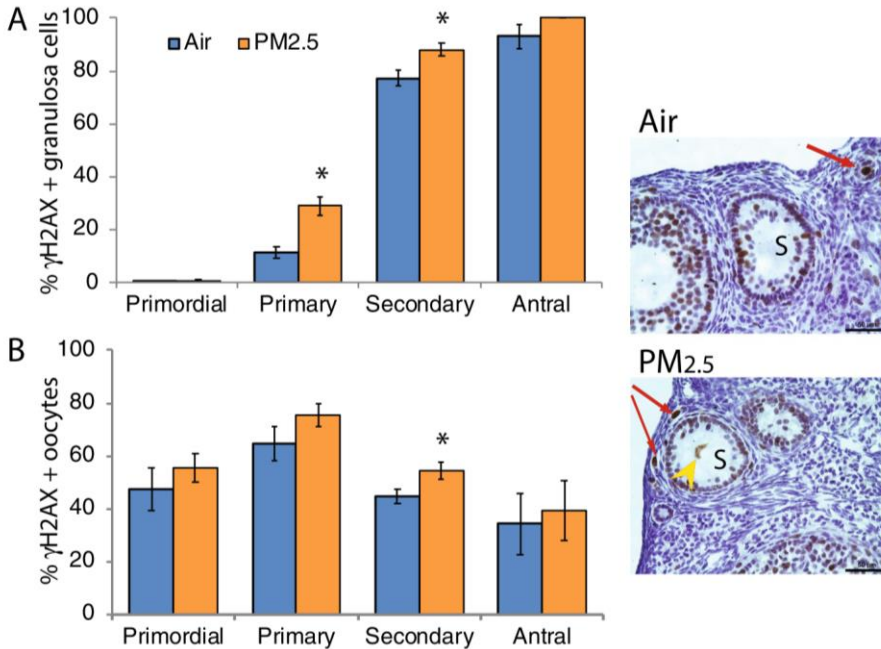 A
% γH2AX + granulosa cells
100
80
60
40
20
0
Air
PM2.5
*
*
Primordial
Primary
Secondary
Antral
B
% γH2AX + oocytes
100
80
60
40
20
0
*
Primordial
Primary
Secondary
Antral
Air
S
PM2.5
S